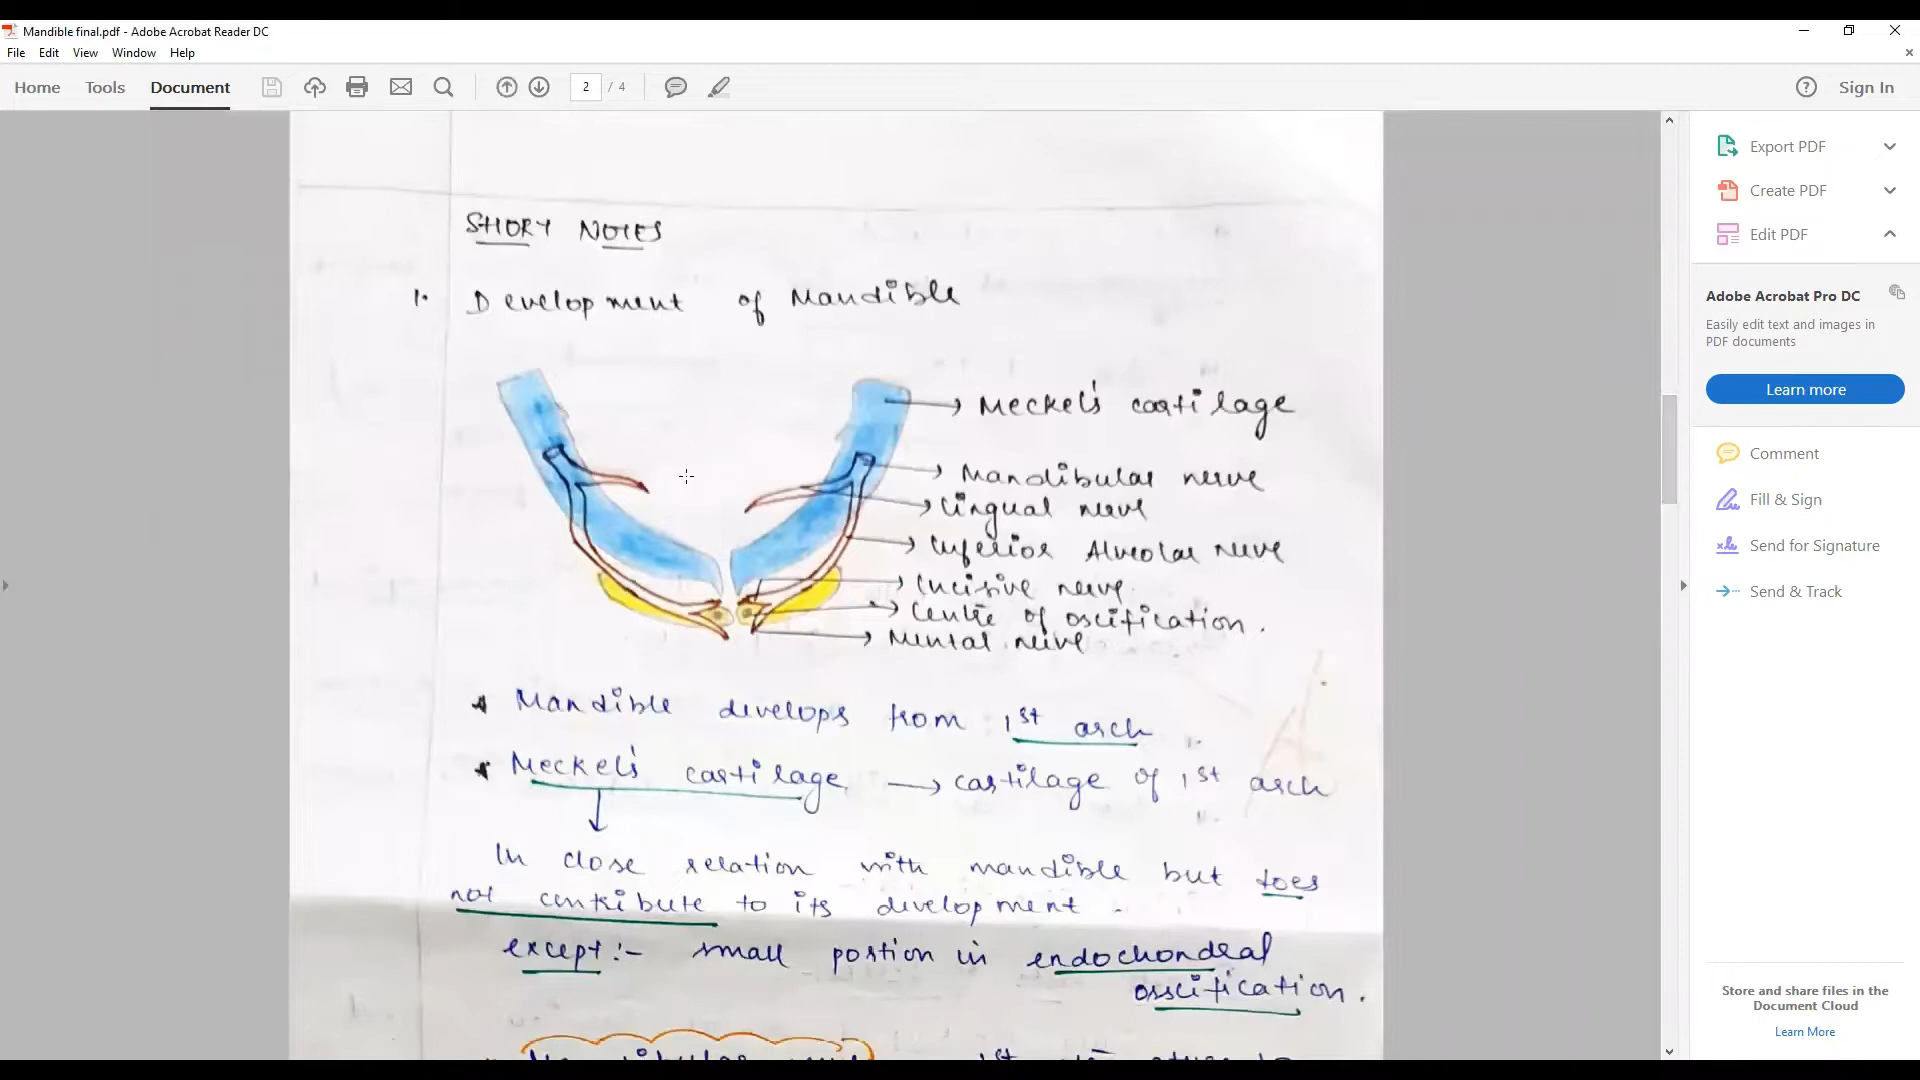 Mandible final.pdf - Adobe Acrobat Reader DC
File Edit View Window Help
Home Tools Document 2 / 4 Sign In
SHORT NOTES
1. Development of Mandible
Meckel's cartilage
Mandibular nerve
Lingual nerve
Inferior Alveolar nerve
Incisive nerve
Centre of ossification.
Mental nerve
Mandible develops from 1st arch
Meckel's cartilage → cartilage of 1st arch
In close relation with mandible but does
not contribute to its development.
except:- small portion in endochondral
ossification.
Export PDF
Create PDF
Edit PDF
Adobe Acrobat Pro DC
Easily edit text and images in
PDF documents
Learn more
Comment
Fill & Sign
Send for Signature
Send & Track
Store and share files in the
Document Cloud
Learn More